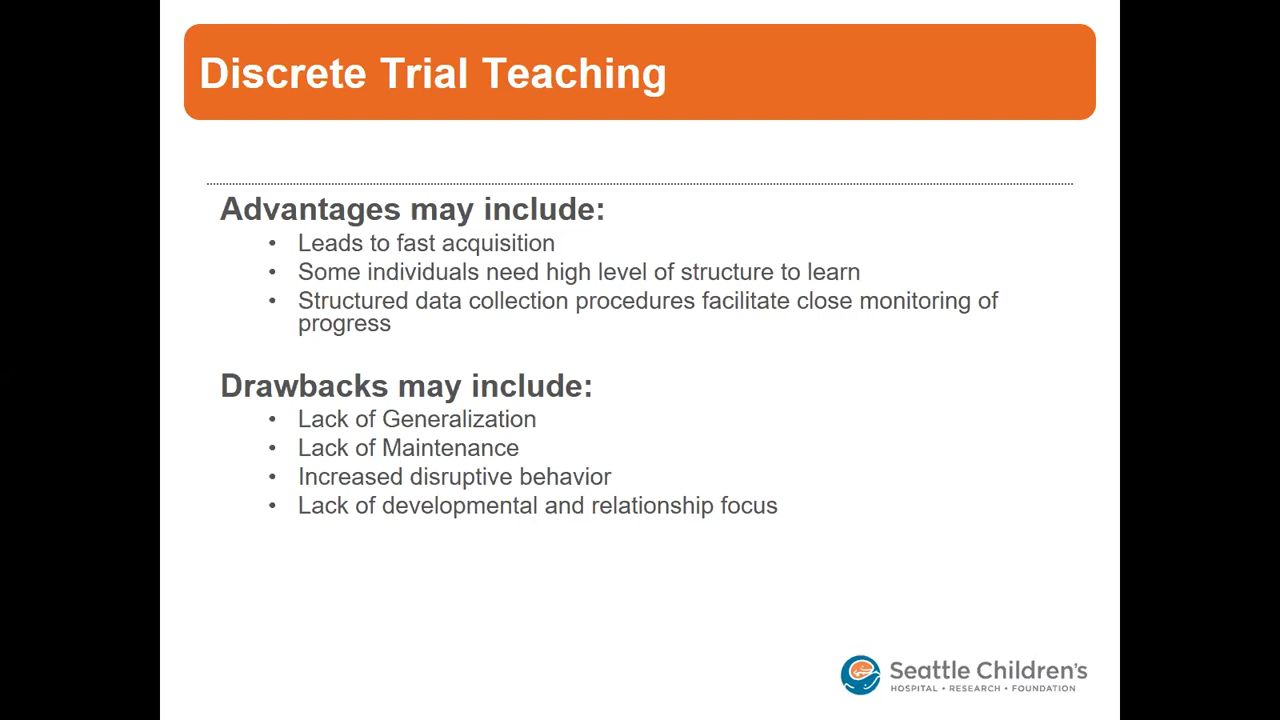 Discrete Trial Teaching
Advantages may include:
• Leads to fast acquisition
• Some individuals need high level of structure to learn
• Structured data collection procedures facilitate close monitoring of
progress
Drawbacks may include:
• Lack of Generalization
• Lack of Maintenance
• Increased disruptive behavior
• Lack of developmental and relationship focus
Seattle Children's
HOSPITAL • RESEARCH • FOUNDATION